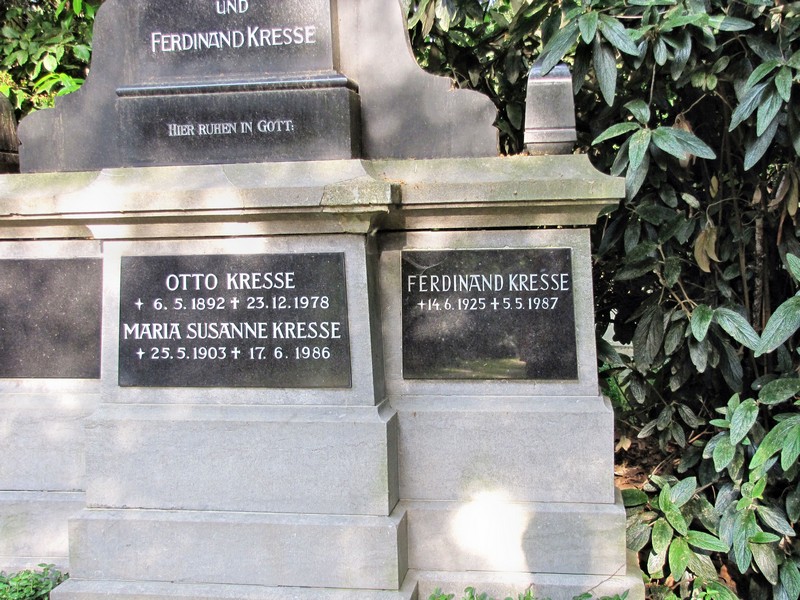 UND
FERDINAND KRESSE
HIER RUHEN IN GOTT:
OTTO KRESSE
✝ 6. 5. 1892 ✝ 23. 12. 1978
MARIA SUSANNE KRESSE
✝ 25. 5. 1903 ✝ 17. 6. 1986
FERDINAND KRESSE
✝ 14. 6. 1925 ✝ 5. 5. 1987